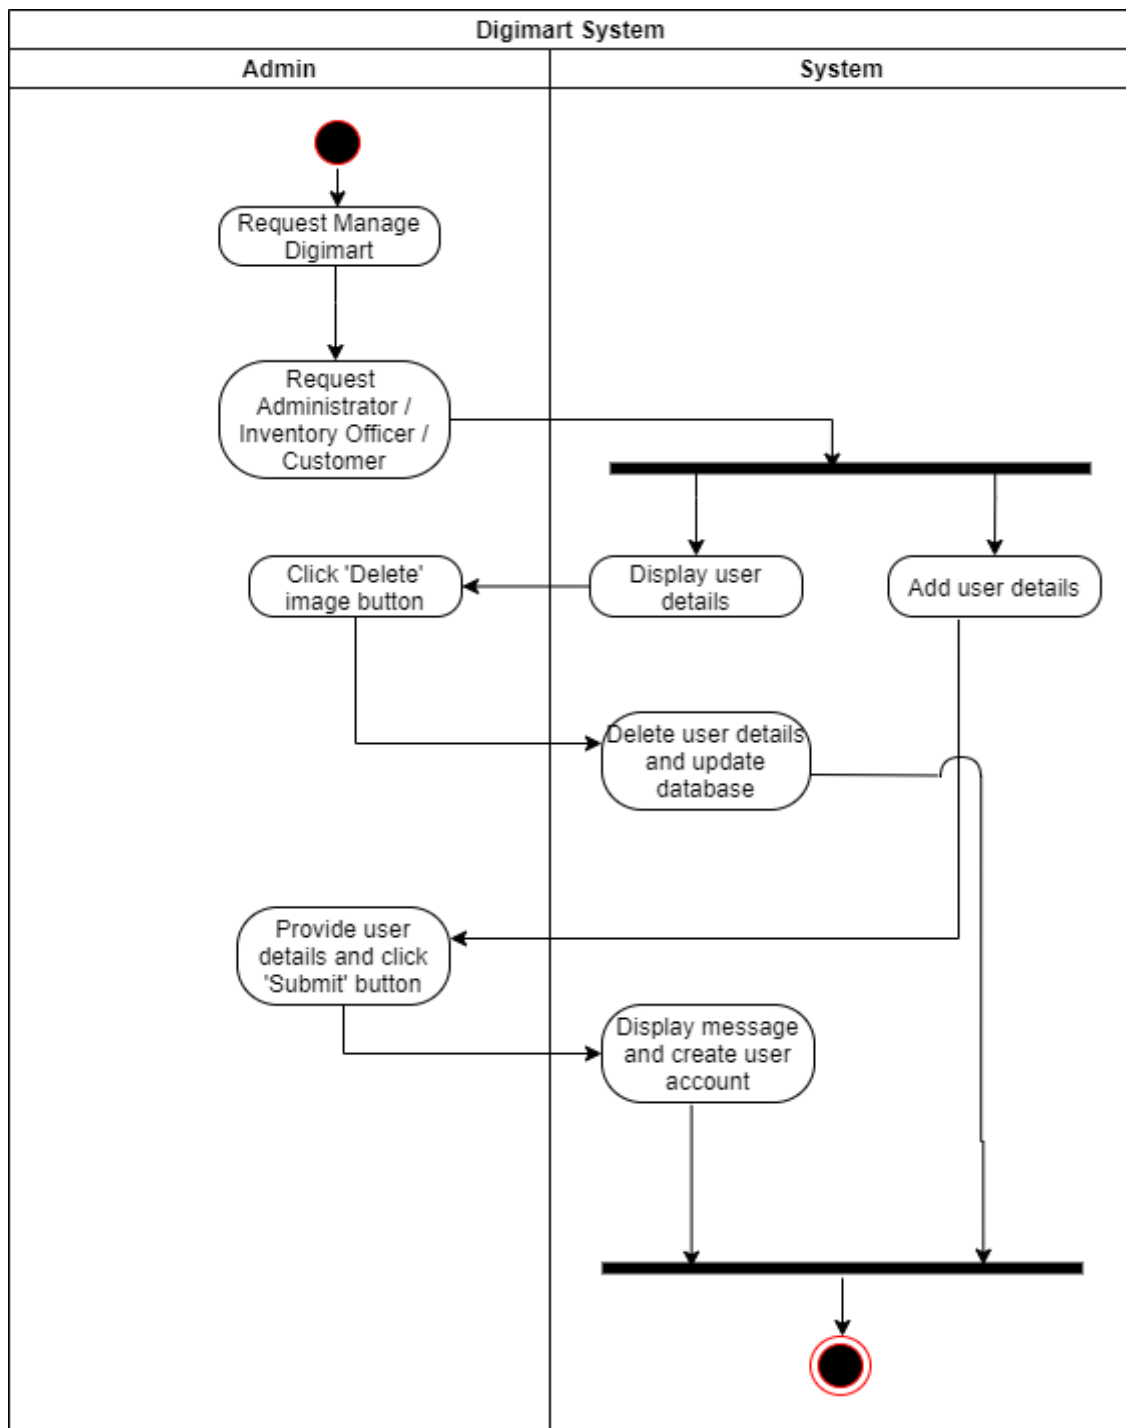 Digimart System
Admin
System
Request Manage
Digimart
Request
Administrator /
Inventory Officer /
Customer
Click 'Delete'
image button
Display user
details
Add user details
Delete user details
and update
database
Provide user
details and click
'Submit' button
Display message
and create user
account